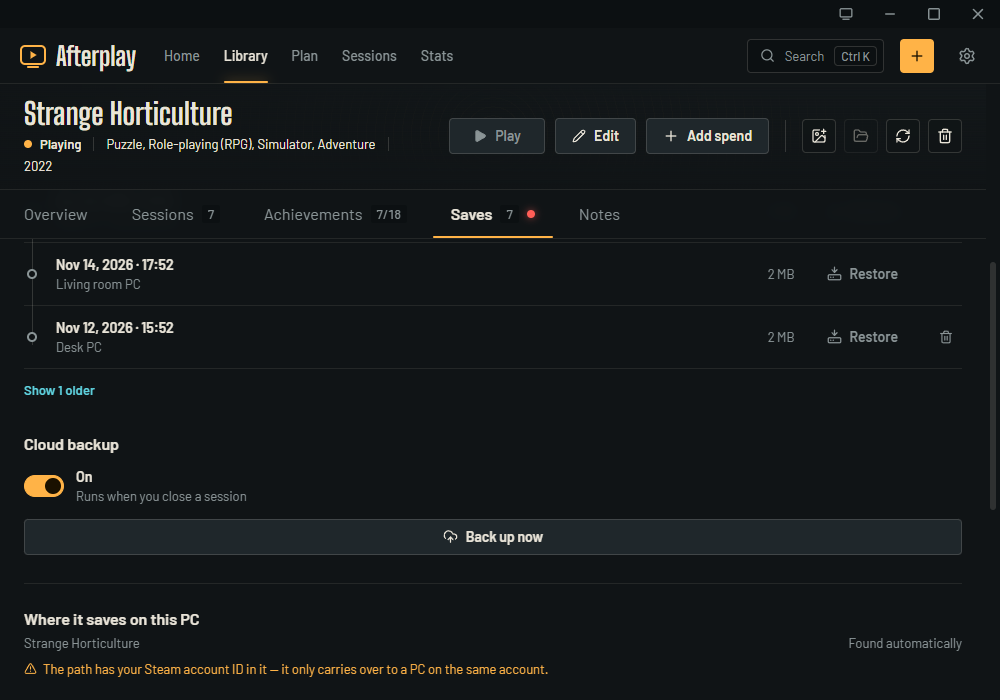 Afterplay
Home
Library
Plan
Sessions
Stats
Search
Ctrl K
Strange Horticulture
Playing
Puzzle, Role-playing (RPG), Simulator, Adventure
2022
Play
Edit
Add spend
Overview
Sessions 7
Achievements 7/18
Saves 7
Notes
Nov 14, 2026 · 17:52
Living room PC
2 MB
Restore
Nov 12, 2026 · 15:52
Desk PC
2 MB
Restore
Show 1 older
Cloud backup
On
Runs when you close a session
Back up now
Where it saves on this PC
Strange Horticulture
Found automatically
The path has your Steam account ID in it — it only carries over to a PC on the same account.